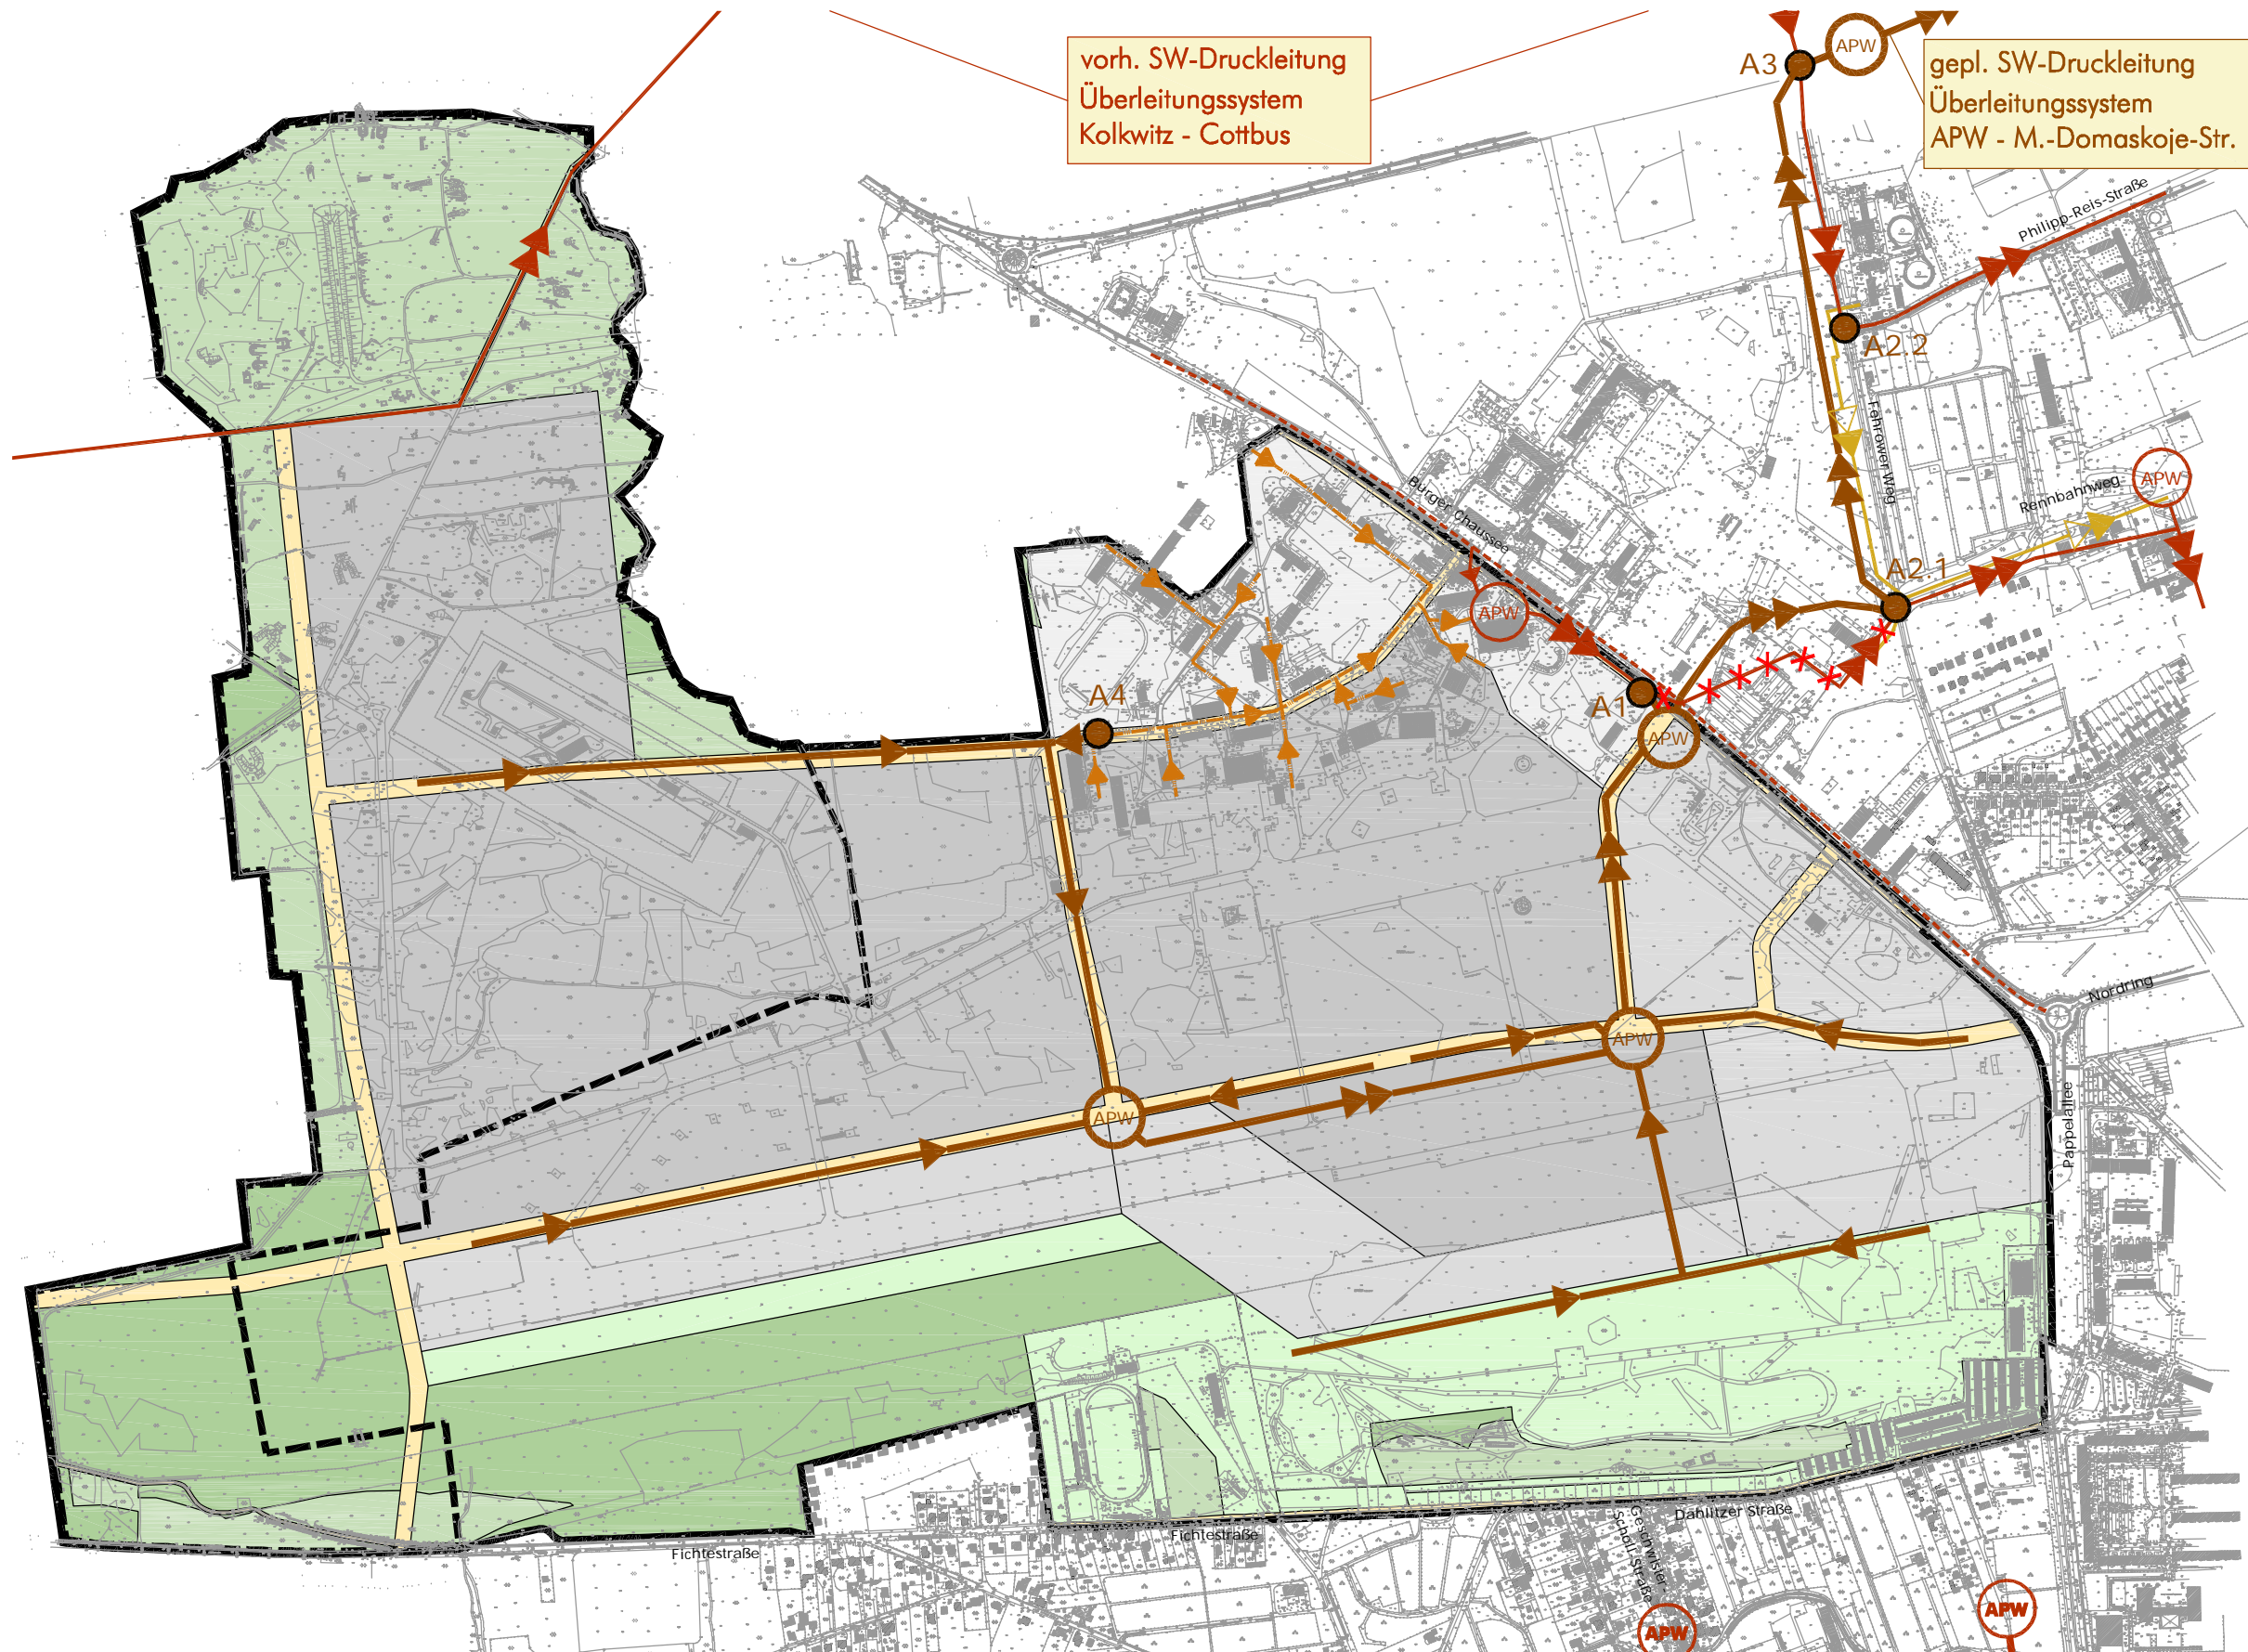 vorh. SW-Druckleitung
Überleitungssystem
Kolkwitz - Cottbus
A3
APW
gepl. SW-Druckleitung
Überleitungssystem
APW - M.-Domaskoje-Str.
Philipp-Reis-Straße
A2.2
Fehrower Weg
Burger Chaussee
Rennbahnweg
APW
A2.1
APW
A1
A4
APW
Nordring
APW
APW
Pappelallee
Fichtestraße
Fichtestraße
Dahlitzer Straße
Geschwister-
Scholl-Straße
APW
APW